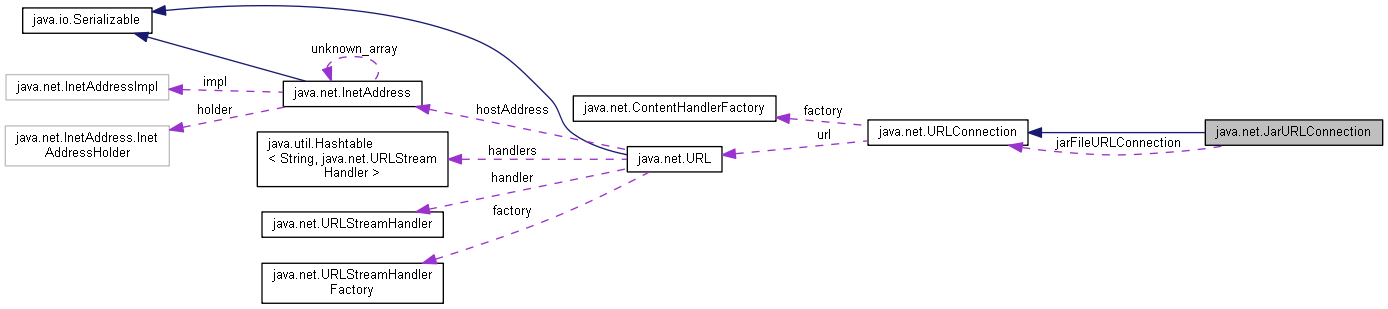 java.io.Serializable
unknown_array
java.net.InetAddressImpl
impl
java.net.InetAddress
holder
java.net.InetAddress.Inet
AddressHolder
hostAddress
java.util.Hashtable
< String, java.net.URLStream
Handler >
handlers
java.net.URLStreamHandler
handler
java.net.URLStreamHandler
Factory
factory
java.net.URL
java.net.ContentHandlerFactory
factory
url
java.net.URLConnection
jarFileURLConnection
java.net.JarURLConnection